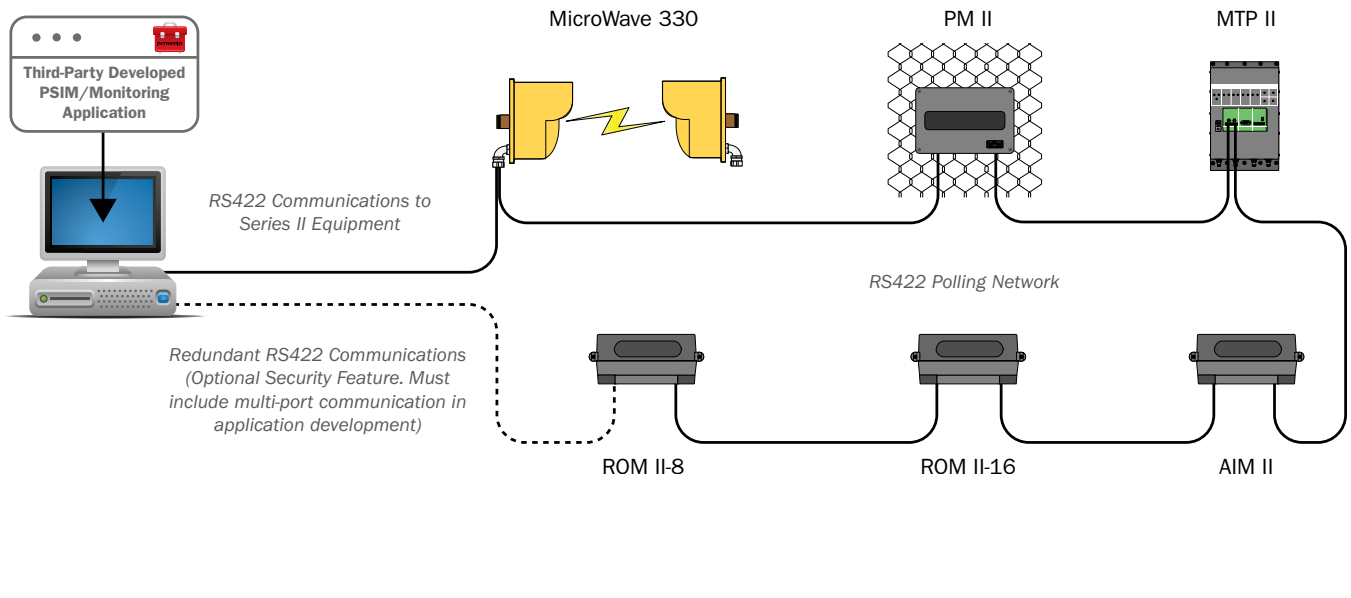 MicroWave 330
PM II
MTP II
INTREPID
Third-Party Developed
PSIM/Monitoring
Application
RS422 Communications to
Series II Equipment
RS422 Polling Network
Redundant RS422 Communications
(Optional Security Feature. Must
include multi-port communication in
application development)
ROM II-8
ROM II-16
AIM II